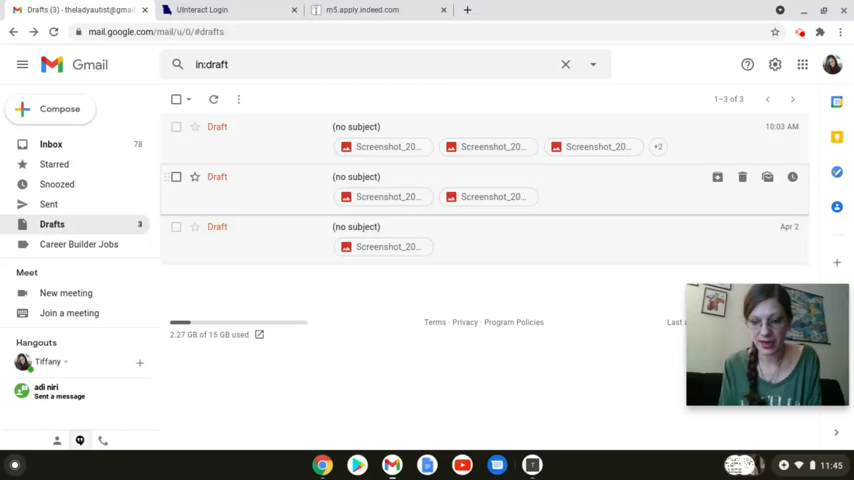 Drafts (3) - theladyautist@gmai
UInteract Login
m5.apply.indeed.com
mail.google.com/mail/u/0/#drafts
Gmail
in:draft
Compose
1–3 of 3
Inbox 78
Starred
Snoozed
Sent
Drafts 3
Career Builder Jobs
Draft (no subject) 10:03 AM
Screenshot_20... Screenshot_20... Screenshot_20... +2
Draft (no subject)
Screenshot_20... Screenshot_20...
Draft (no subject) Apr 2
Screenshot_20...
Meet
New meeting
Join a meeting
Hangouts
Tiffany
adi niri
Sent a message
2.27 GB of 15 GB used
Terms · Privacy · Program Policies
Last a
11:45